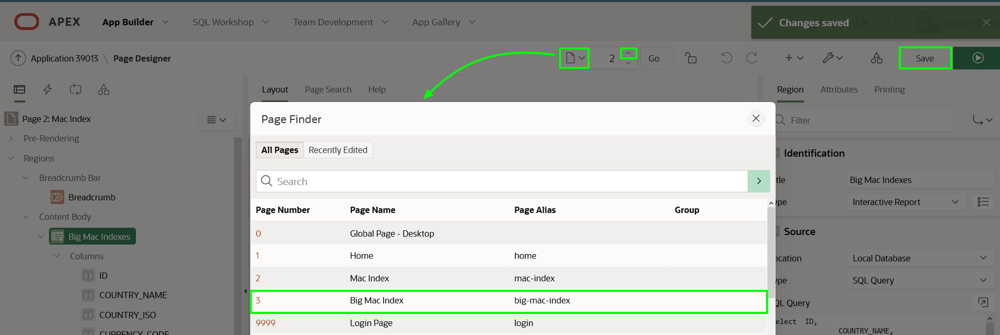 APEX App Builder SQL Workshop Team Development App Gallery Changes saved
Application 39013 \ Page Designer 2 Go Save
Layout Page Search Help Region Attributes Printing
Page 2: Mac Index
Pre-Rendering
Regions
Breadcrumb Bar
Breadcrumb
Content Body
Big Mac Indexes
Columns
ID
COUNTRY_NAME
COUNTRY_ISO
CURRENCY_CODE
Page Finder
All Pages Recently Edited
Search
Page Number Page Name Page Alias Group
0 Global Page - Desktop
1 Home home
2 Mac Index mac-index
3 Big Mac Index big-mac-index
9999 Login Page login
Filter
Identification
Big Mac Indexes
Interactive Report
Source
Local Database
SQL Query
QL Query
elect ID,
COUNTRY_NAME,